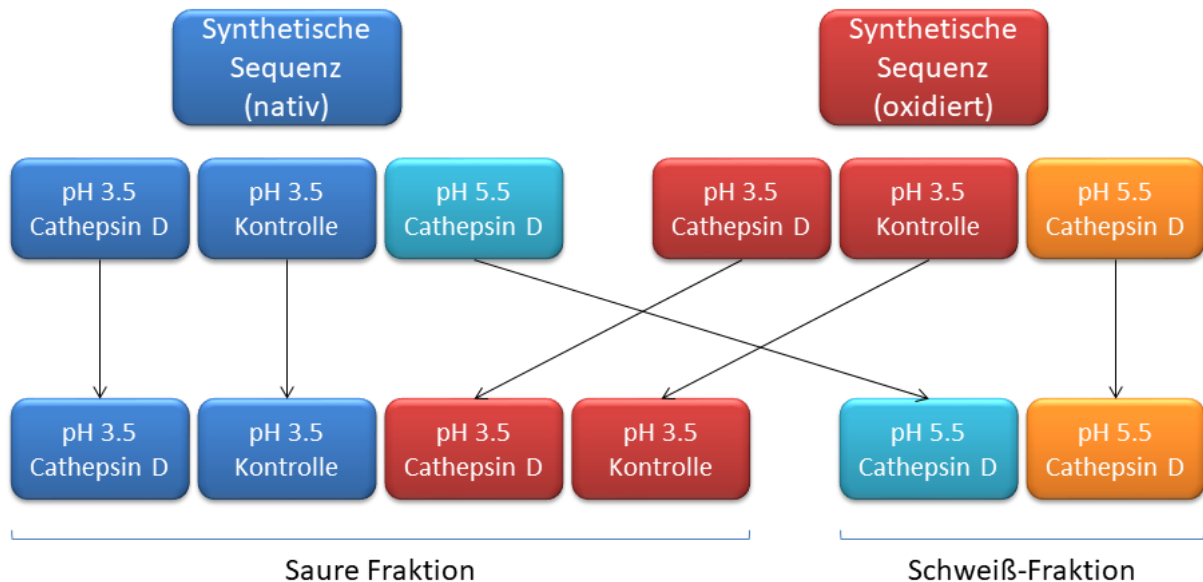 Synthetische
Sequenz
(nativ)
Synthetische
Sequenz
(oxidiert)
pH 3.5
Cathepsin D
pH 3.5
Kontrolle
pH 5.5
Cathepsin D
pH 3.5
Cathepsin D
pH 3.5
Kontrolle
pH 5.5
Cathepsin D
pH 3.5
Cathepsin D
pH 3.5
Kontrolle
pH 3.5
Cathepsin D
pH 3.5
Kontrolle
pH 5.5
Cathepsin D
pH 5.5
Cathepsin D
Saure Fraktion
Schweiß-Fraktion